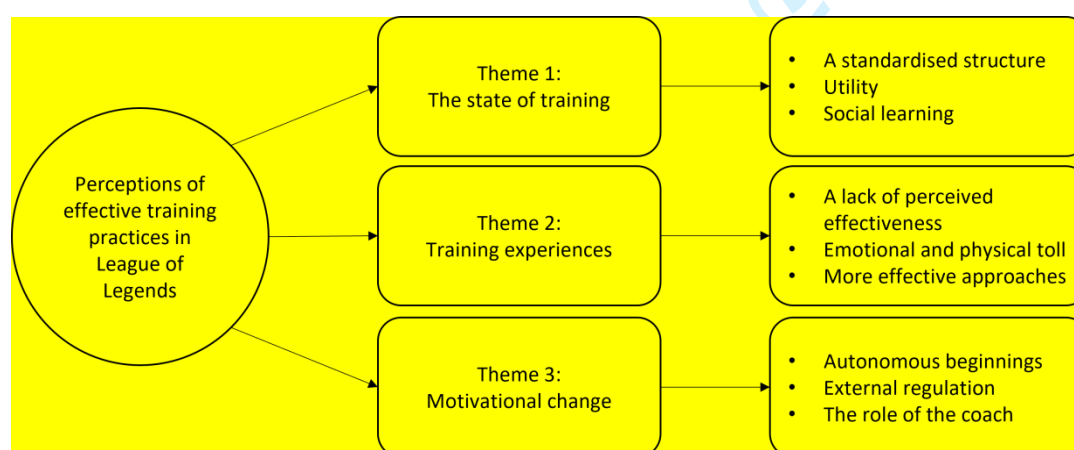 Perceptions of
effective training
practices in
League of
Legends
Theme 1:
The state of training
• A standardised structure
• Utility
• Social learning
Theme 2:
Training experiences
• A lack of perceived
effectiveness
• Emotional and physical toll
• More effective approaches
Theme 3:
Motivational change
• Autonomous beginnings
• External regulation
• The role of the coach